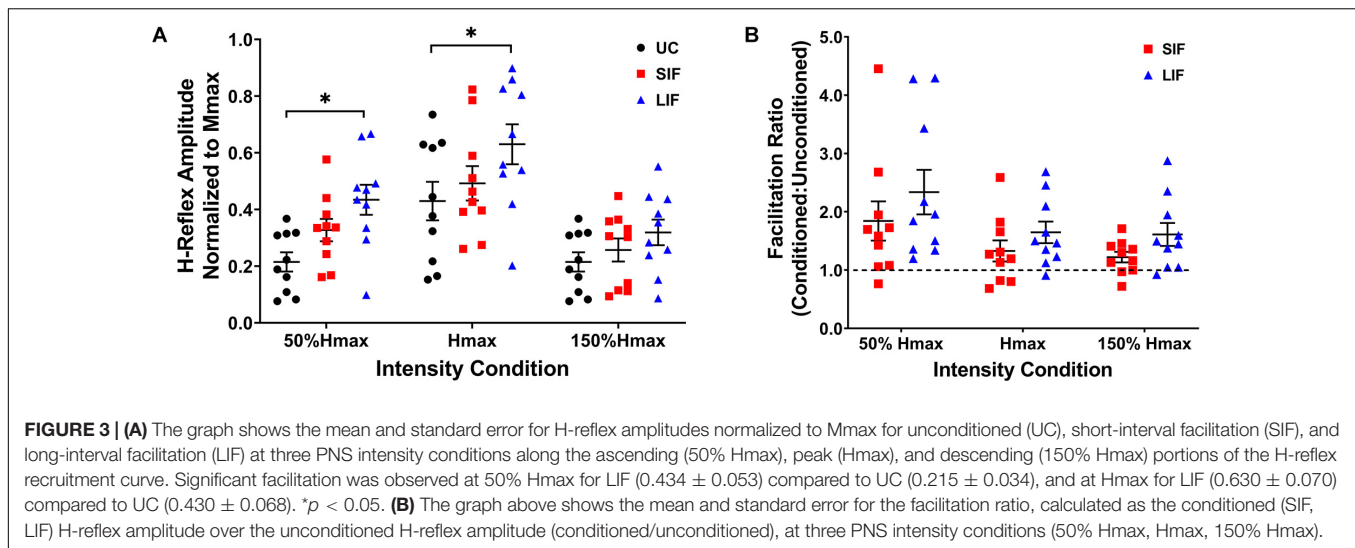 A
B
H-Reflex Amplitude
Normalized to Mmax
1.0
0.8
0.6
0.4
0.2
0.0
*
*
UC
SIF
LIF
50%Hmax
Hmax
150%Hmax
Intensity Condition
Facilitation Ratio
(Conditioned:Unconditioned)
5.0
4.0
3.0
2.0
1.0
0.0
SIF
LIF
50% Hmax
Hmax
150% Hmax
Intensity Condition
FIGURE 3 | (A) The graph shows the mean and standard error for H-reflex amplitudes normalized to Mmax for unconditioned (UC), short-interval facilitation (SIF), and
long-interval facilitation (LIF) at three PNS intensity conditions along the ascending (50% Hmax), peak (Hmax), and descending (150% Hmax) portions of the H-reflex
recruitment curve. Significant facilitation was observed at 50% Hmax for LIF (0.434 ± 0.053) compared to UC (0.215 ± 0.034), and at Hmax for LIF (0.630 ± 0.070)
compared to UC (0.430 ± 0.068). *p < 0.05. (B) The graph above shows the mean and standard error for the facilitation ratio, calculated as the conditioned (SIF,
LIF) H-reflex amplitude over the unconditioned H-reflex amplitude (conditioned/unconditioned), at three PNS intensity conditions (50% Hmax, Hmax, 150% Hmax).